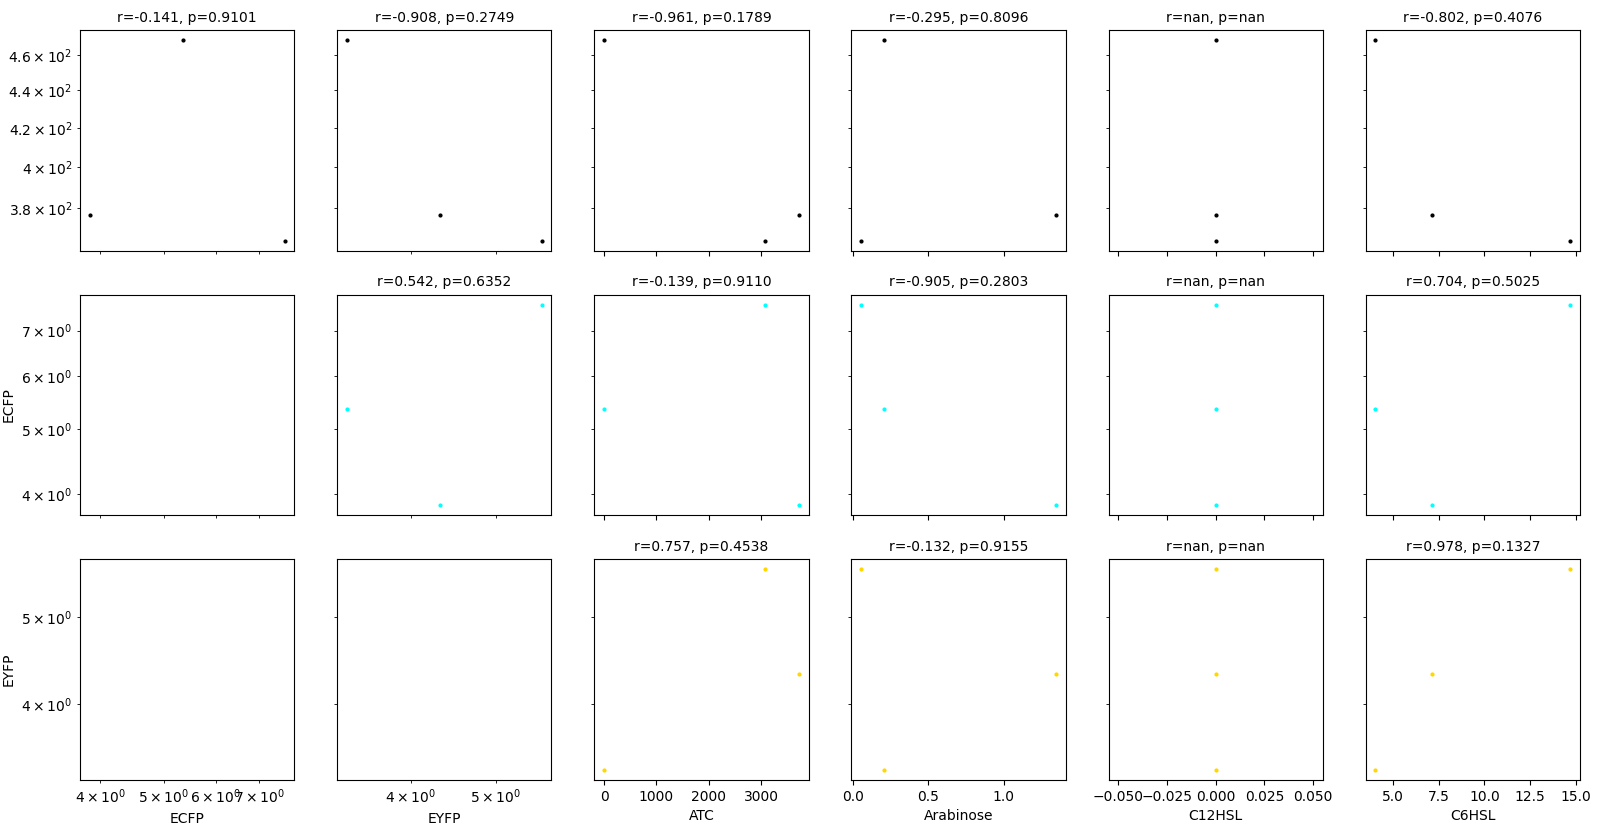 r=-0.141, p=0.9101
r=-0.908, p=0.2749
r=-0.961, p=0.1789
r=-0.295, p=0.8096
r=nan, p=nan
r=-0.802, p=0.4076
4.6 × 10²
4.4 × 10²
4.2 × 10²
4 × 10²
3.8 × 10²
r=0.542, p=0.6352
r=-0.139, p=0.9110
r=-0.905, p=0.2803
r=nan, p=nan
r=0.704, p=0.5025
ECFP
7 × 10⁰
6 × 10⁰
5 × 10⁰
4 × 10⁰
0 1000 2000 3000
0.0 0.5 1.0
−0.050 −0.025 0.000 0.025 0.050
5.0 7.5 10.0 12.5 15.0
r=0.757, p=0.4538
r=-0.132, p=0.9155
r=nan, p=nan
r=0.978, p=0.1327
EYFP
5 × 10⁰
4 × 10⁰
4 × 10⁰ 5 × 10⁰ 6 × 10⁰ 7 × 10⁰
4 × 10⁰ 5 × 10⁰
ECFP
EYFP
ATC
Arabinose
C12HSL
C6HSL